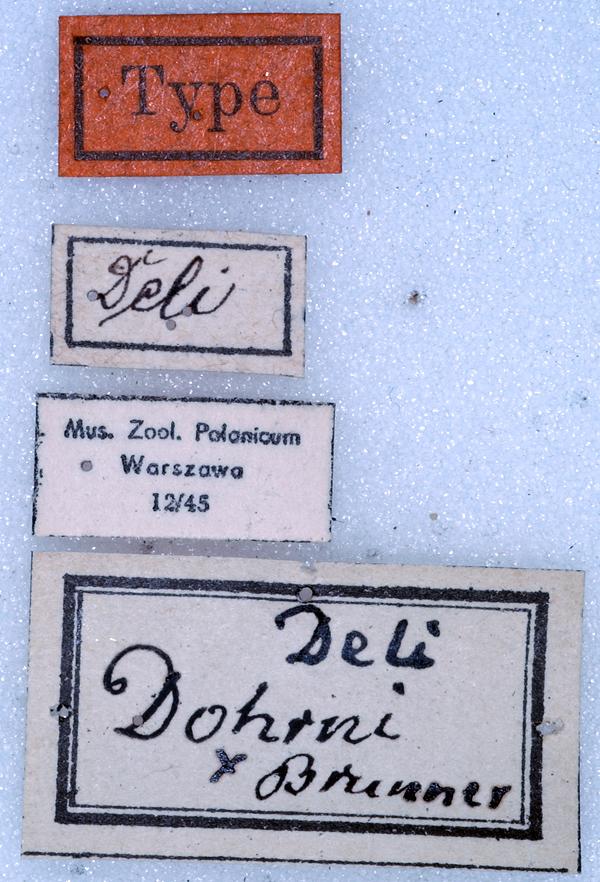 Type
Deli
Mus. Zool. Polonicum
Warszawa
12/45
Deli
Dohrni
x Brunner